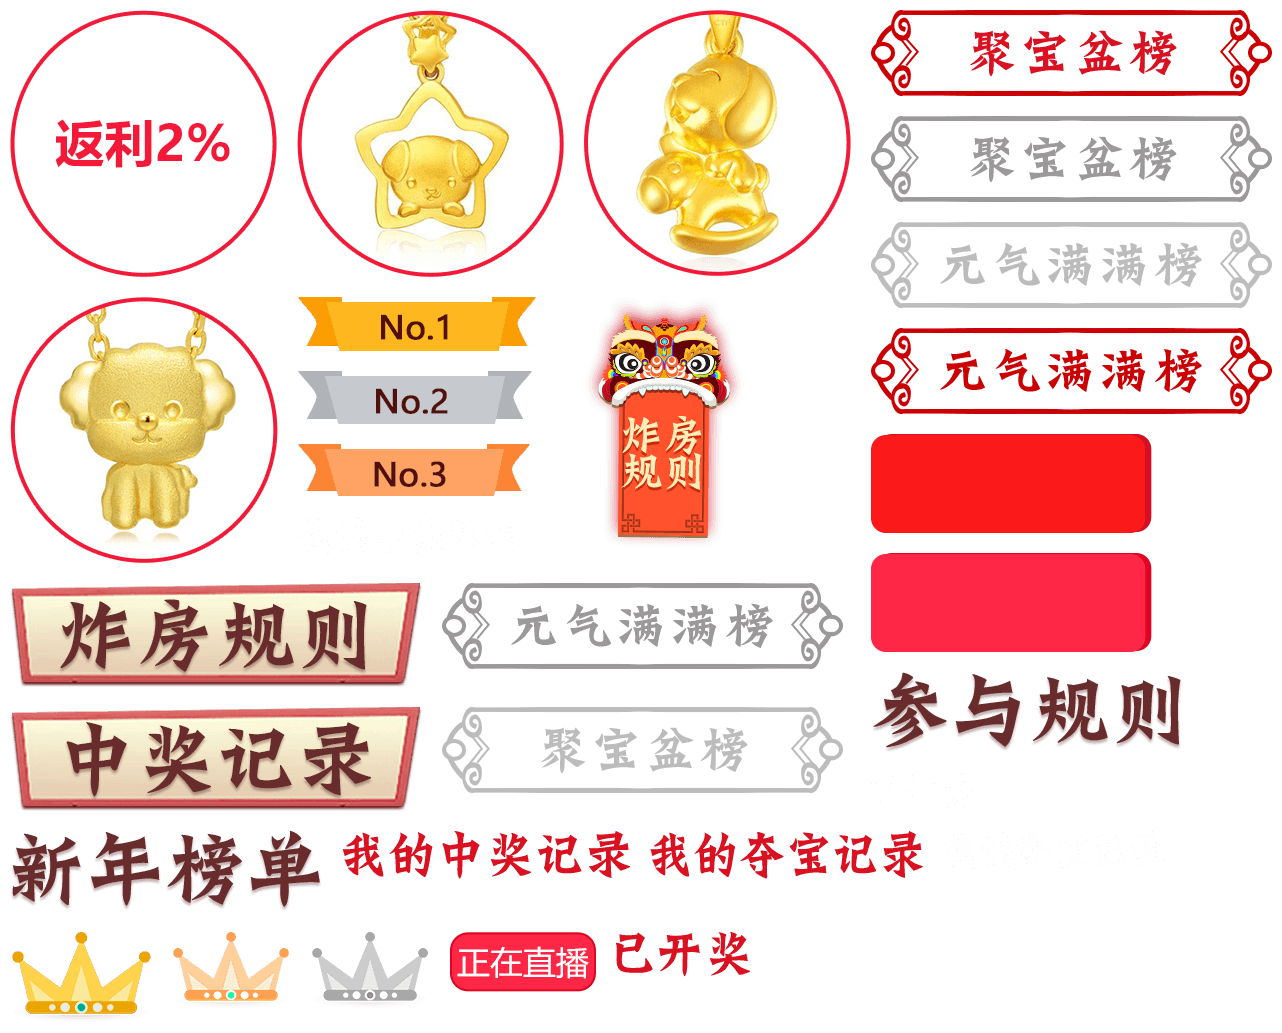 返利2%
聚宝盆榜
聚宝盆榜
元气满满榜
元气满满榜
No.1
No.2
No.3
炸房
规则
炸房规则
元气满满榜
中奖记录
聚宝盆榜
参与规则
新年榜单
我的中奖记录
我的夺宝记录
正在直播
已开奖